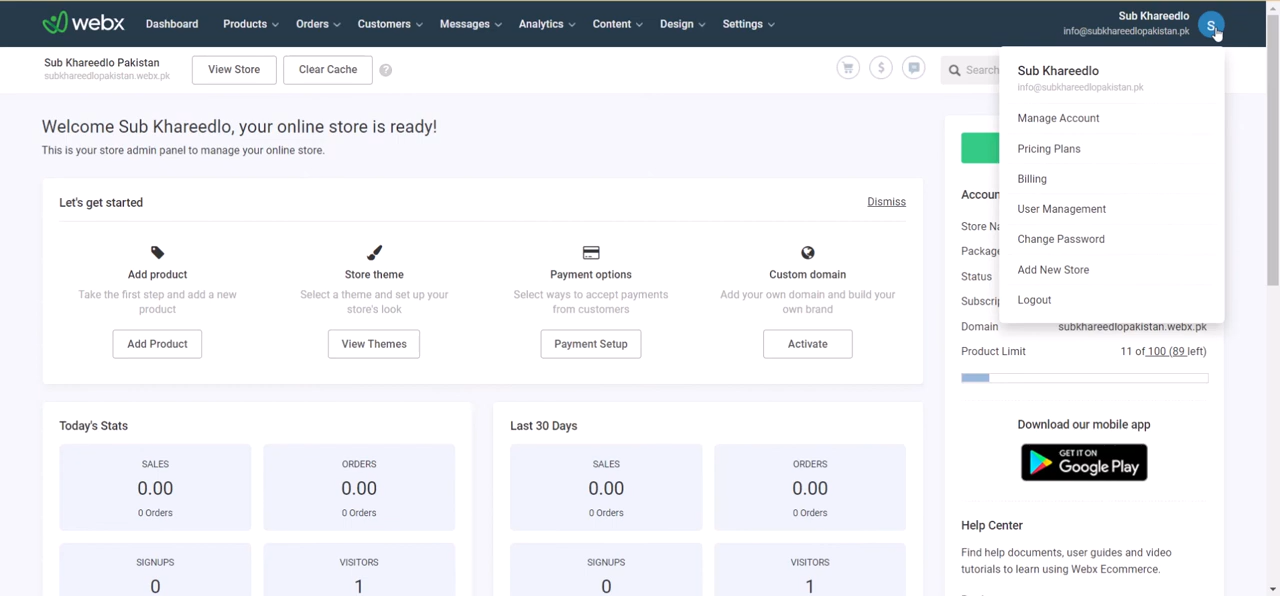 webx Dashboard Products Orders Customers Messages Analytics Content Design Settings Sub Khareedlo
info@subkhareedlopakistan.pk
S
Sub Khareedlo Pakistan
subkhareedlopakistan.webx.pk
View Store Clear Cache ? $ Search
Sub Khareedlo
info@subkhareedlopakistan.pk
Manage Account
Pricing Plans
Billing
User Management
Change Password
Add New Store
Logout
Welcome Sub Khareedlo, your online store is ready!
This is your store admin panel to manage your online store.
Let's get started Dismiss
Add product
Take the first step and add a new
product
Add Product
Store theme
Select a theme and set up your
store's look
View Themes
Payment options
Select ways to accept payments
from customers
Payment Setup
Custom domain
Add your own domain and build your
own brand
Activate
Today's Stats
SALES
0.00
0 Orders
ORDERS
0.00
0 Orders
SIGNUPS
0
VISITORS
1
Last 30 Days
SALES
0.00
0 Orders
ORDERS
0.00
0 Orders
SIGNUPS
0
VISITORS
1
Accoun
Store Na
Package
Status
Subscrip
Domain subkhareedlopakistan.webx.pk
Product Limit 11 of 100 (89 left)
Download our mobile app
GET IT ON
Google Play
Help Center
Find help documents, user guides and video
tutorials to learn using Webx Ecommerce.